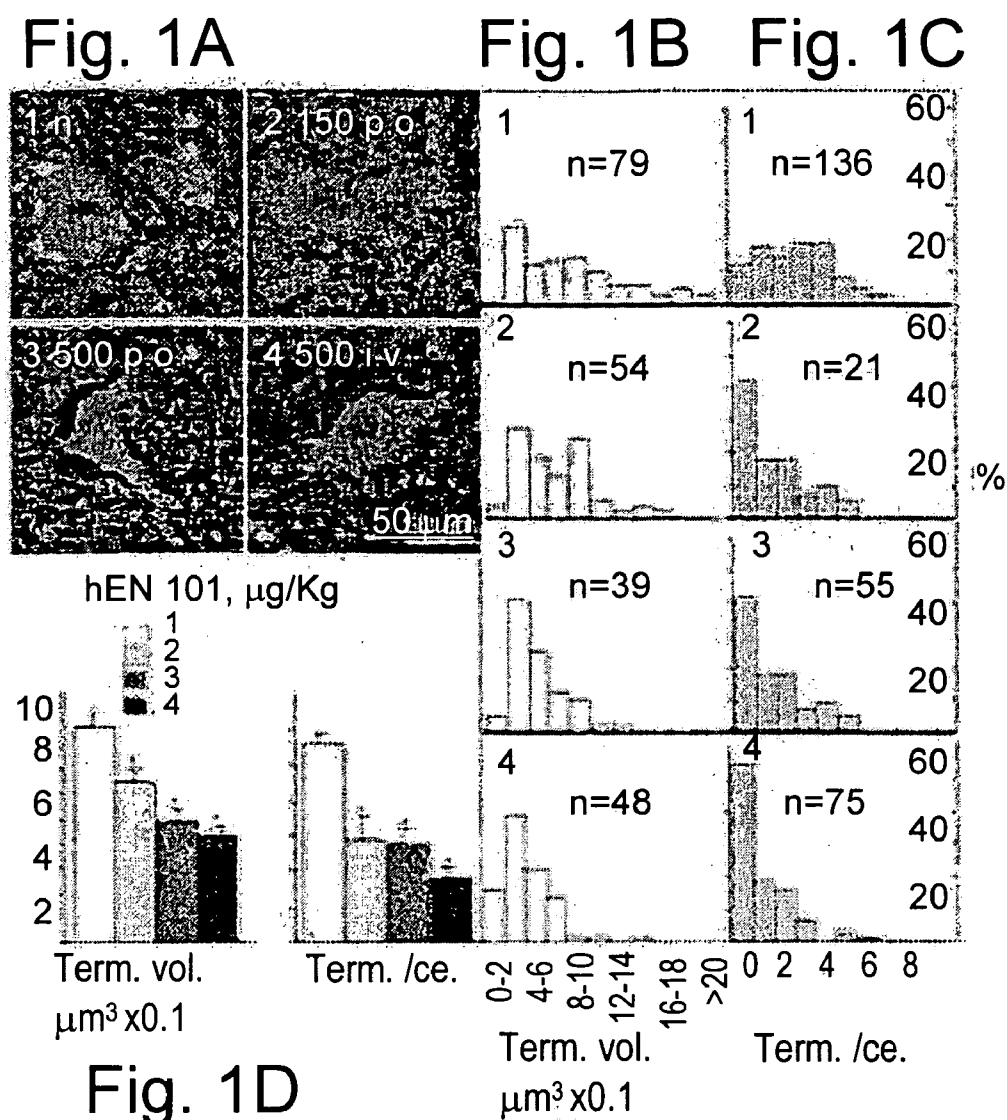 Fig. 1A
Fig. 1B
Fig. 1C
1 n.
2 150 p.o.
3 500 p.o.
4 500 i.v.
50 μm
hEN 101, μg/Kg
1
2
3
4
10
8
6
4
2
Term. vol.
μm³ x0.1
Term. /ce.
Fig. 1D
1
n=79
2
n=54
3
n=39
4
n=48
0-2
4-6
8-10
12-14
16-18
>20
Term. vol.
μm³ x0.1
1
n=136
60
40
20
2
n=21
60
40
20
%
3
n=55
60
40
20
4
n=75
60
40
20
0
2
4
6
8
Term. /ce.